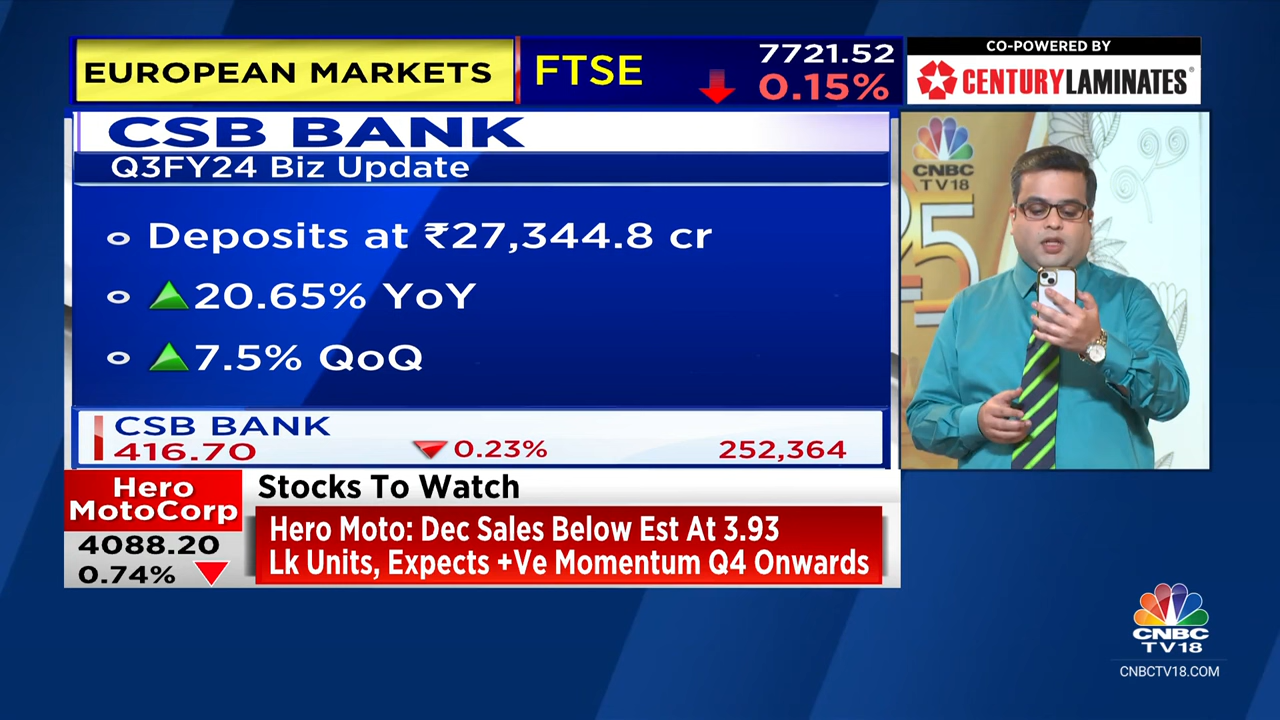 EUROPEAN MARKETS
FTSE
7721.52
0.15%
CO-POWERED BY
CENTURYLAMINATES®
CSB BANK
Q3FY24 Biz Update
Deposits at ₹27,344.8 cr
20.65% YoY
7.5% QoQ
CSB BANK
416.70
0.23%
252,364
CNBC
TV18
25
Hero
MotoCorp
4088.20
0.74%
Stocks To Watch
Hero Moto: Dec Sales Below Est At 3.93
Lk Units, Expects +Ve Momentum Q4 Onwards
CNBC
TV18
CNBCTV18.COM